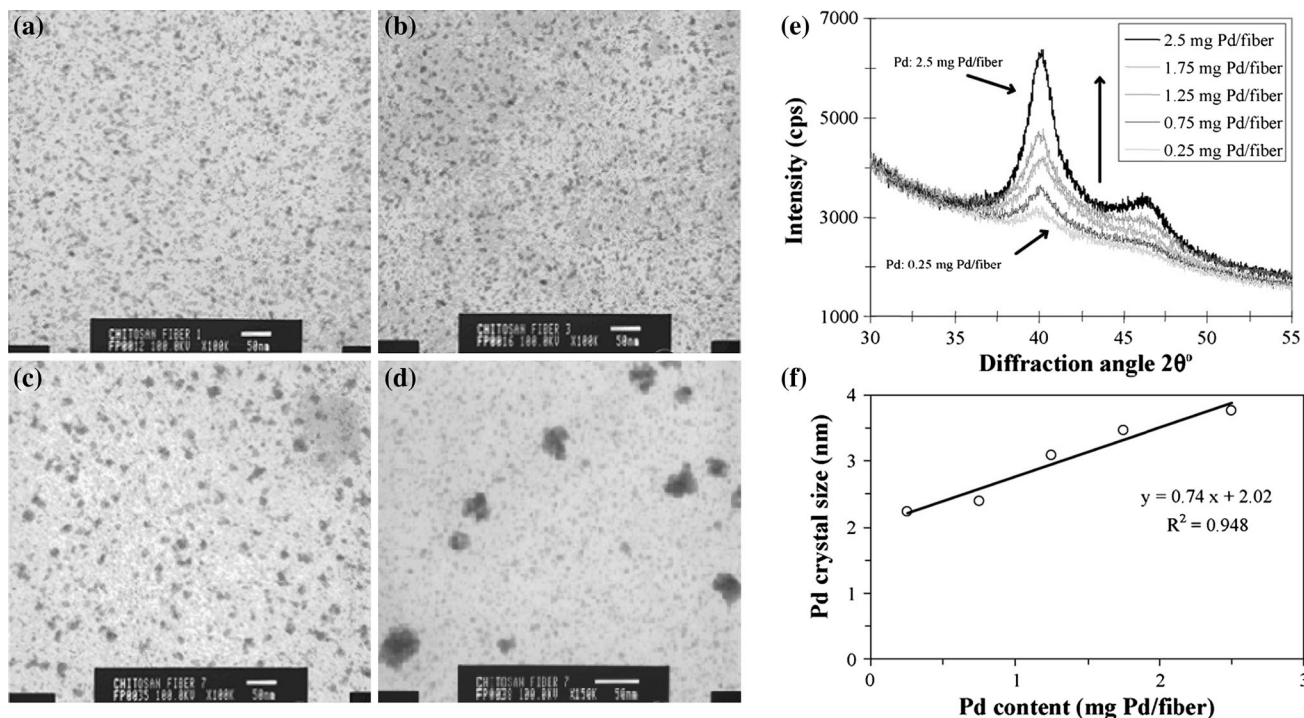 (a)
CHITOSAN FIBER 1
FP0012 100.0KV X100K 50nm
(b)
CHITOSAN FIBER 3
FP0016 100.0KV X100K 50nm
(c)
CHITOSAN FIBER 7
FP0035 100.0KV X100K 50nm
(d)
CHITOSAN FIBER 7
FP0038 100.0KV X150K 50nm
(e)
7000
5000
3000
1000
Intensity (cps)
Pd: 2.5 mg Pd/fiber
Pd: 0.25 mg Pd/fiber
2.5 mg Pd/fiber
1.75 mg Pd/fiber
1.25 mg Pd/fiber
0.75 mg Pd/fiber
0.25 mg Pd/fiber
30 35 40 45 50 55
Diffraction angle 2θº
(f)
4
3
2
1
0
Pd crystal size (nm)
y = 0.74 x + 2.02
R² = 0.948
0 1 2 3
Pd content (mg Pd/fiber)